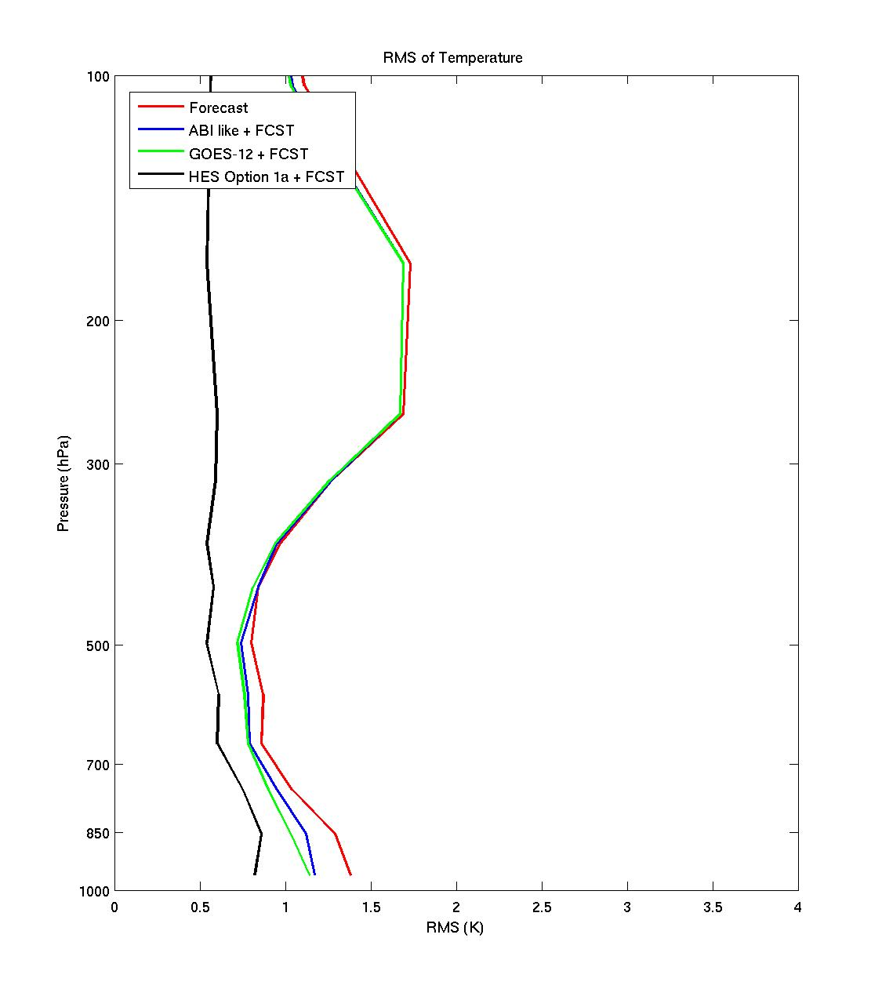 RMS of Temperature
100
Forecast
ABI like + FCST
GOES-12 + FCST
HES Option 1a + FCST
200
300
Pressure (hPa)
500
700
850
1000
0 0.5 1 1.5 2 2.5 3 3.5 4
RMS (K)